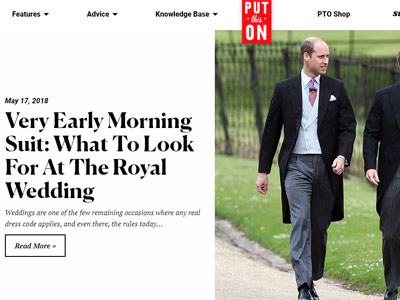 Features
Advice
Knowledge Base
PUT
this
ON
PTO Shop
May 17, 2018
Very Early Morning
Suit: What To Look
For At The Royal
Wedding
Weddings are one of the few remaining occasions where any real
dress code applies, and even there, the rules today...
Read More »